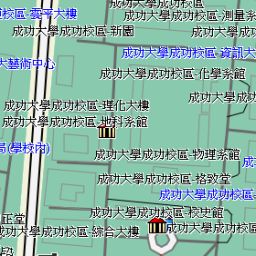 校區-雲平大樓
成功大學成功校區-測量系
成功大學成功校區-新園
成功大學成功校區-資訊大
大藝術中心
成功大學成功校區-化學系館
成功大學成功校區-理化大樓
成功大學成功校區-地科系館
局(學校內)
成功大學成功校區-物理系館
成功大學成功校區-格致堂
成功大學成功校區-
成功大學成功校區-校史館
正堂
成功大學成功校區-綜合大樓
成功大學成功校區